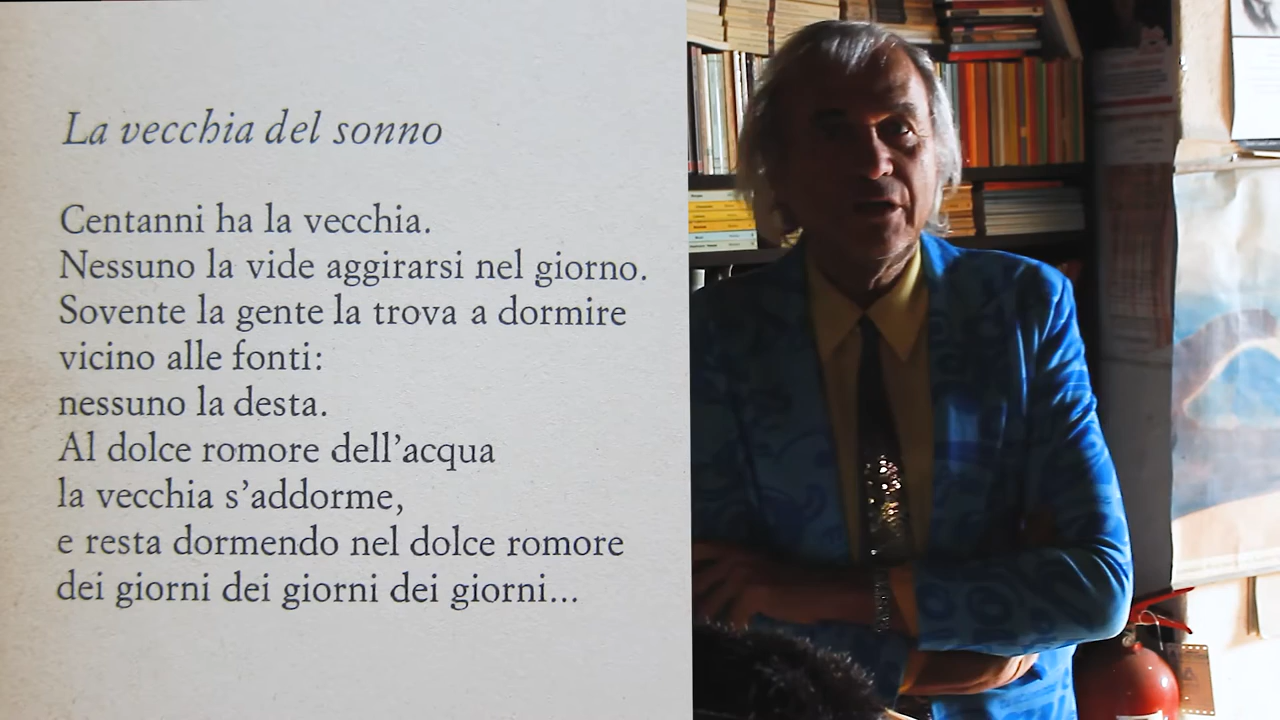 La vecchia del sonno
Centanni ha la vecchia.
Nessuno la vide aggirarsi nel giorno.
Sovente la gente la trova a dormire
vicino alle fonti:
nessuno la desta.
Al dolce romore dell’acqua
la vecchia s’addorme,
e resta dormendo nel dolce romore
dei giorni dei giorni dei giorni...